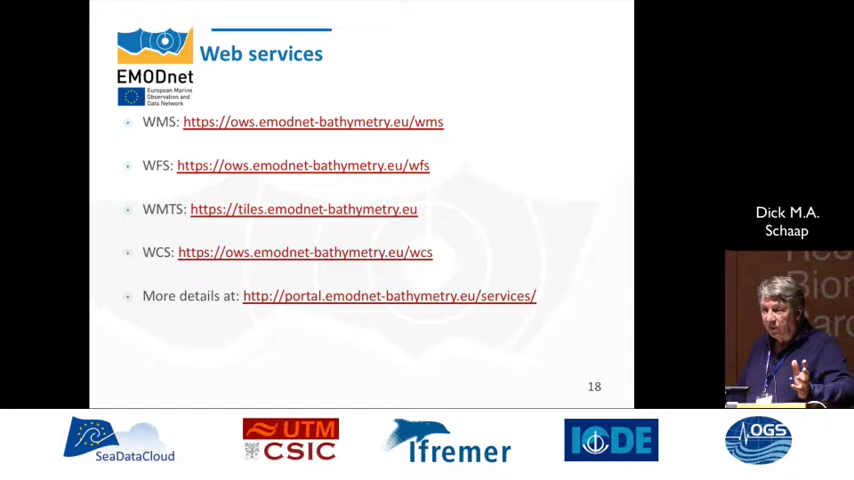 Web services
EMODnet
European Marine
Observation and
Data Network
WMS: https://ows.emodnet-bathymetry.eu/wms
WFS: https://ows.emodnet-bathymetry.eu/wfs
WMTS: https://tiles.emodnet-bathymetry.eu
WCS: https://ows.emodnet-bathymetry.eu/wcs
More details at: http://portal.emodnet-bathymetry.eu/services/
18
Dick M.A.
Schaap
SeaDataCloud
UTM
CSIC
Ifremer
IODE
OGS